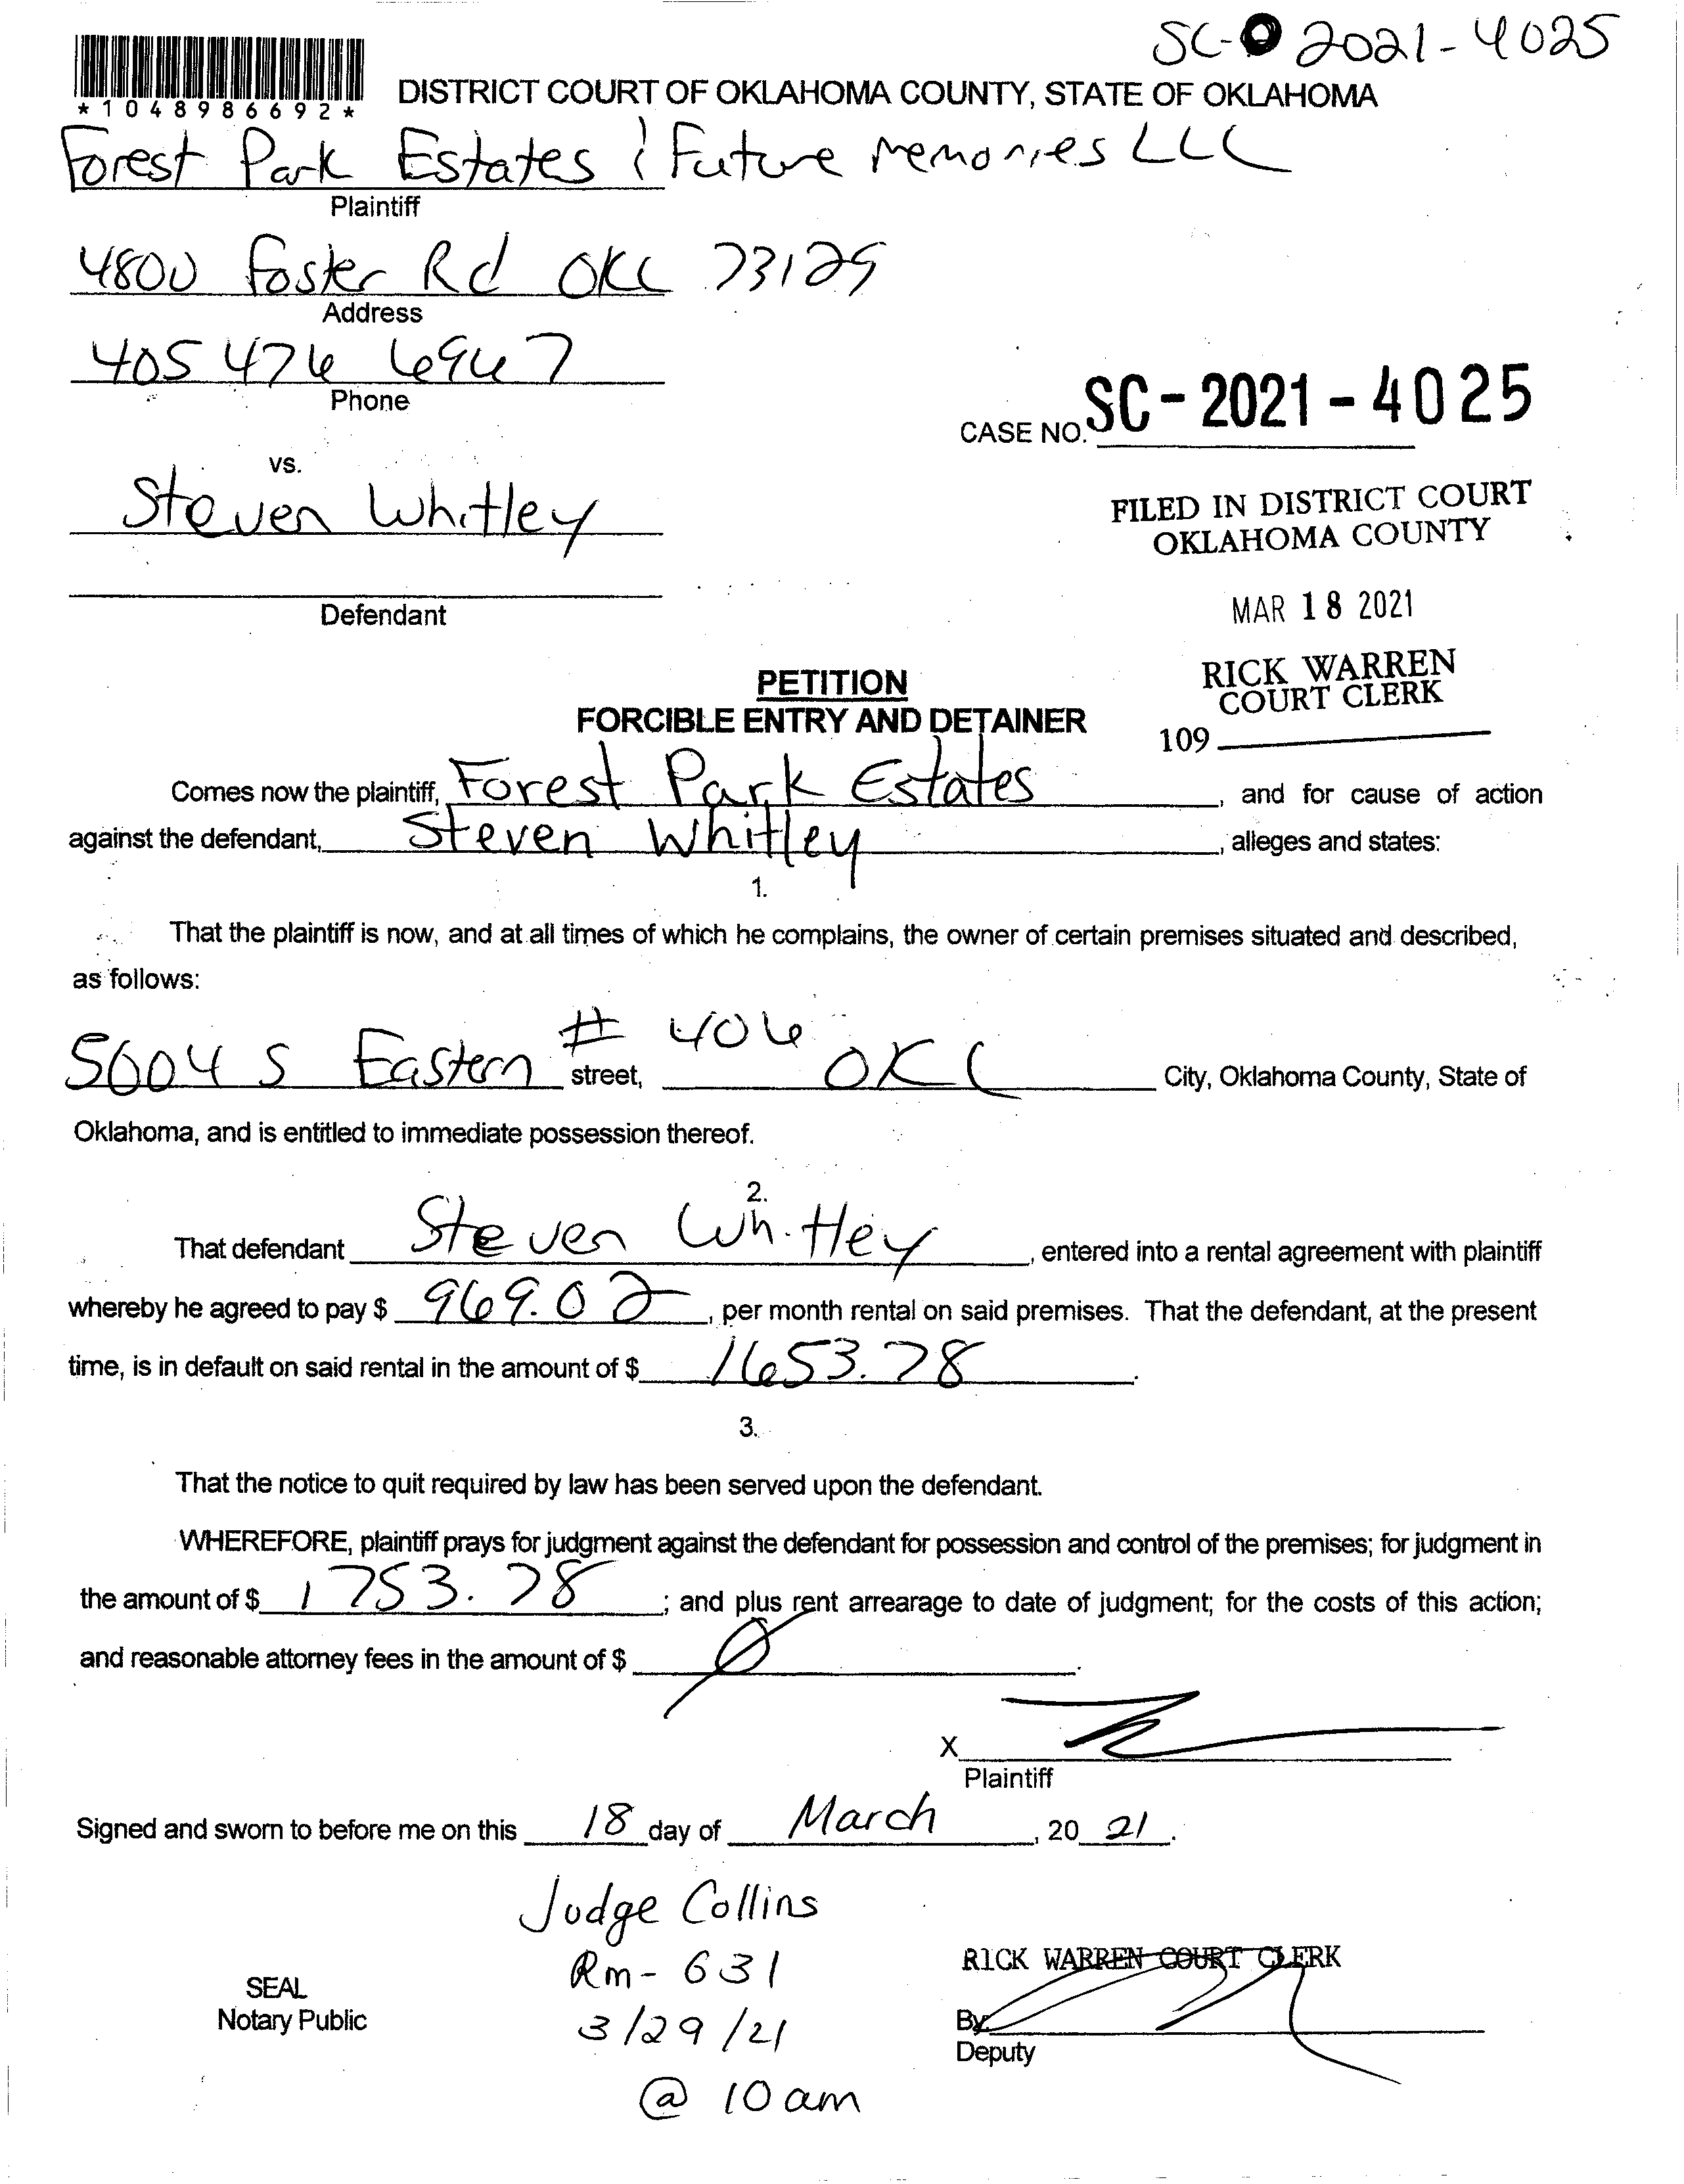 SC- 2021-4025
*1048986692*
DISTRICT COURT OF OKLAHOMA COUNTY, STATE OF OKLAHOMA
Forest Park Estates & Future Memories LLC
Plaintiff
4800 Foster Rd OKC 73129
Address
405 476 6967
Phone
CASE NO. SC-2021-4025
vs.
Steven Whitley
FILED IN DISTRICT COURT
OKLAHOMA COUNTY
Defendant
MAR 18 2021
RICK WARREN
COURT CLERK
109
PETITION
FORCIBLE ENTRY AND DETAINER
Comes now the plaintiff, Forest Park Estates, and for cause of action
against the defendant, Steven Whitley, alleges and states:
1.
That the plaintiff is now, and at all times of which he complains, the owner of certain premises situated and described,
as follows:
5604 S Eastern # 406 street, OKC City, Oklahoma County, State of
Oklahoma, and is entitled to immediate possession thereof.
2.
That defendant Steven Whitley, entered into a rental agreement with plaintiff
whereby he agreed to pay $ 969.02, per month rental on said premises. That the defendant, at the present
time, is in default on said rental in the amount of $ 1653.78.
3.
That the notice to quit required by law has been served upon the defendant.
WHEREFORE, plaintiff prays for judgment against the defendant for possession and control of the premises; for judgment in
the amount of $ 1753.78; and plus rent arrearage to date of judgment; for the costs of this action;
and reasonable attorney fees in the amount of $ Ø.
X
Plaintiff
Signed and sworn to before me on this 18 day of March, 20 21.
Judge Collins
Rm- 631
3/29/21
@ 10 am
SEAL
Notary Public
RICK WARREN COURT CLERK
By:
Deputy